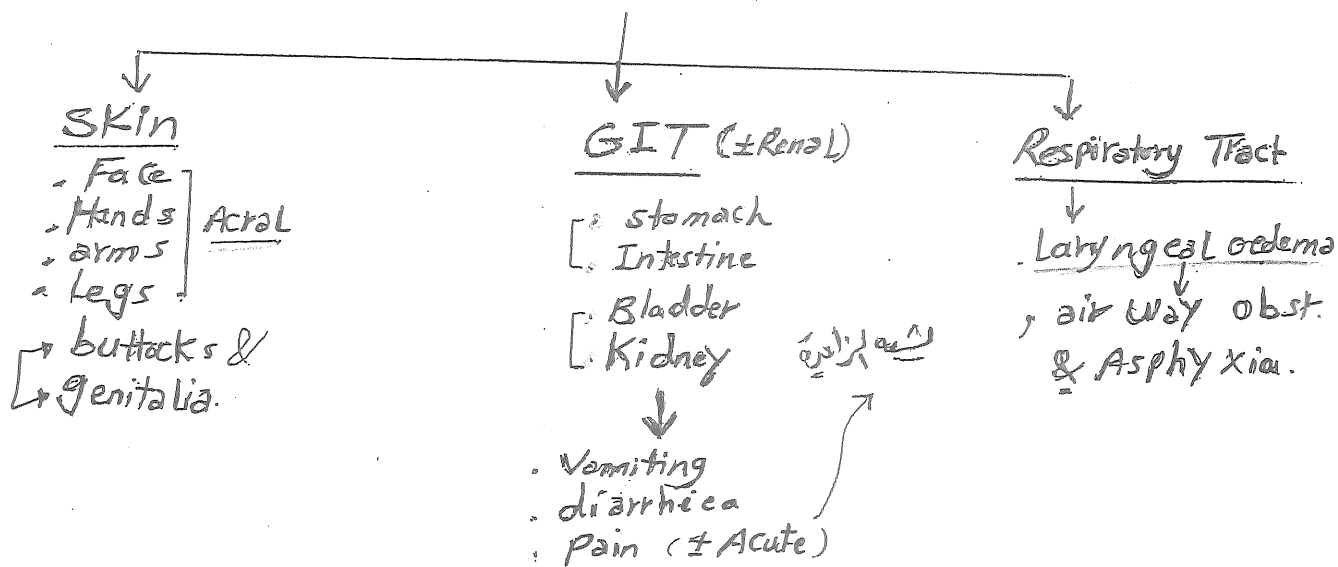 Skin
. Face
. Hands
. arms
. Legs
Acral
buttocks &
genitalia.
GIT (±Renal)
. stomach
. Intestine
. Bladder
. Kidney
. Vomiting
. diarrhiea
. Pain (± Acute)
Respiratory Tract
. Laryngeal oedema
, air way obst.
& Asphyxia.